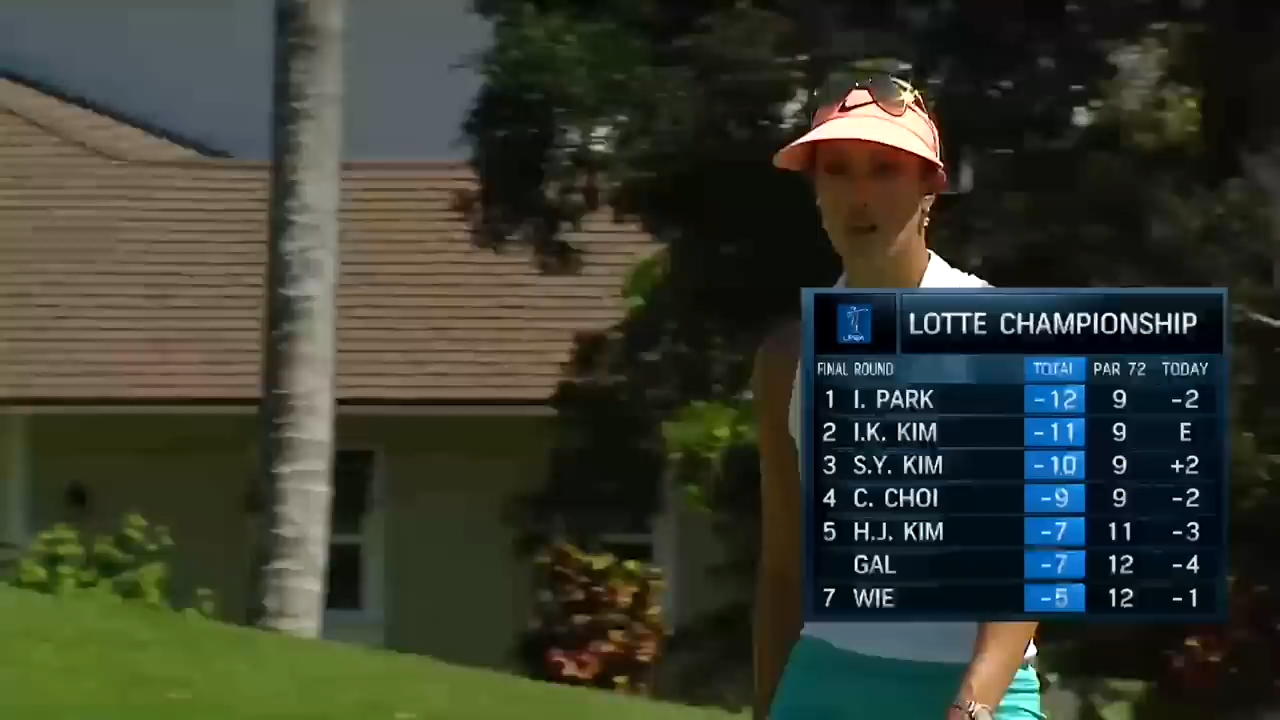 LPGA
LOTTE CHAMPIONSHIP
FINAL ROUND TOTAL PAR 72 TODAY
1 I. PARK -12 9 -2
2 I.K. KIM -11 9 E
3 S.Y. KIM -10 9 +2
4 C. CHOI -9 9 -2
5 H.J. KIM -7 11 -3
GAL -7 12 -4
7 WIE -5 12 -1